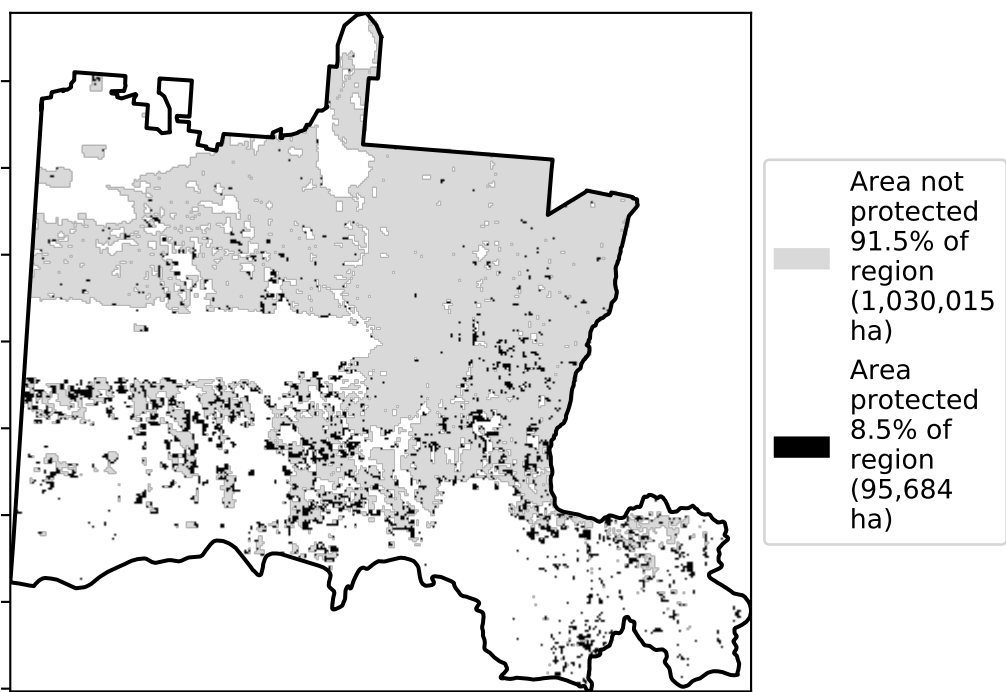 Area not
protected
91.5% of
region
(1,030,015
ha)
Area
protected
8.5% of
region
(95,684
ha)